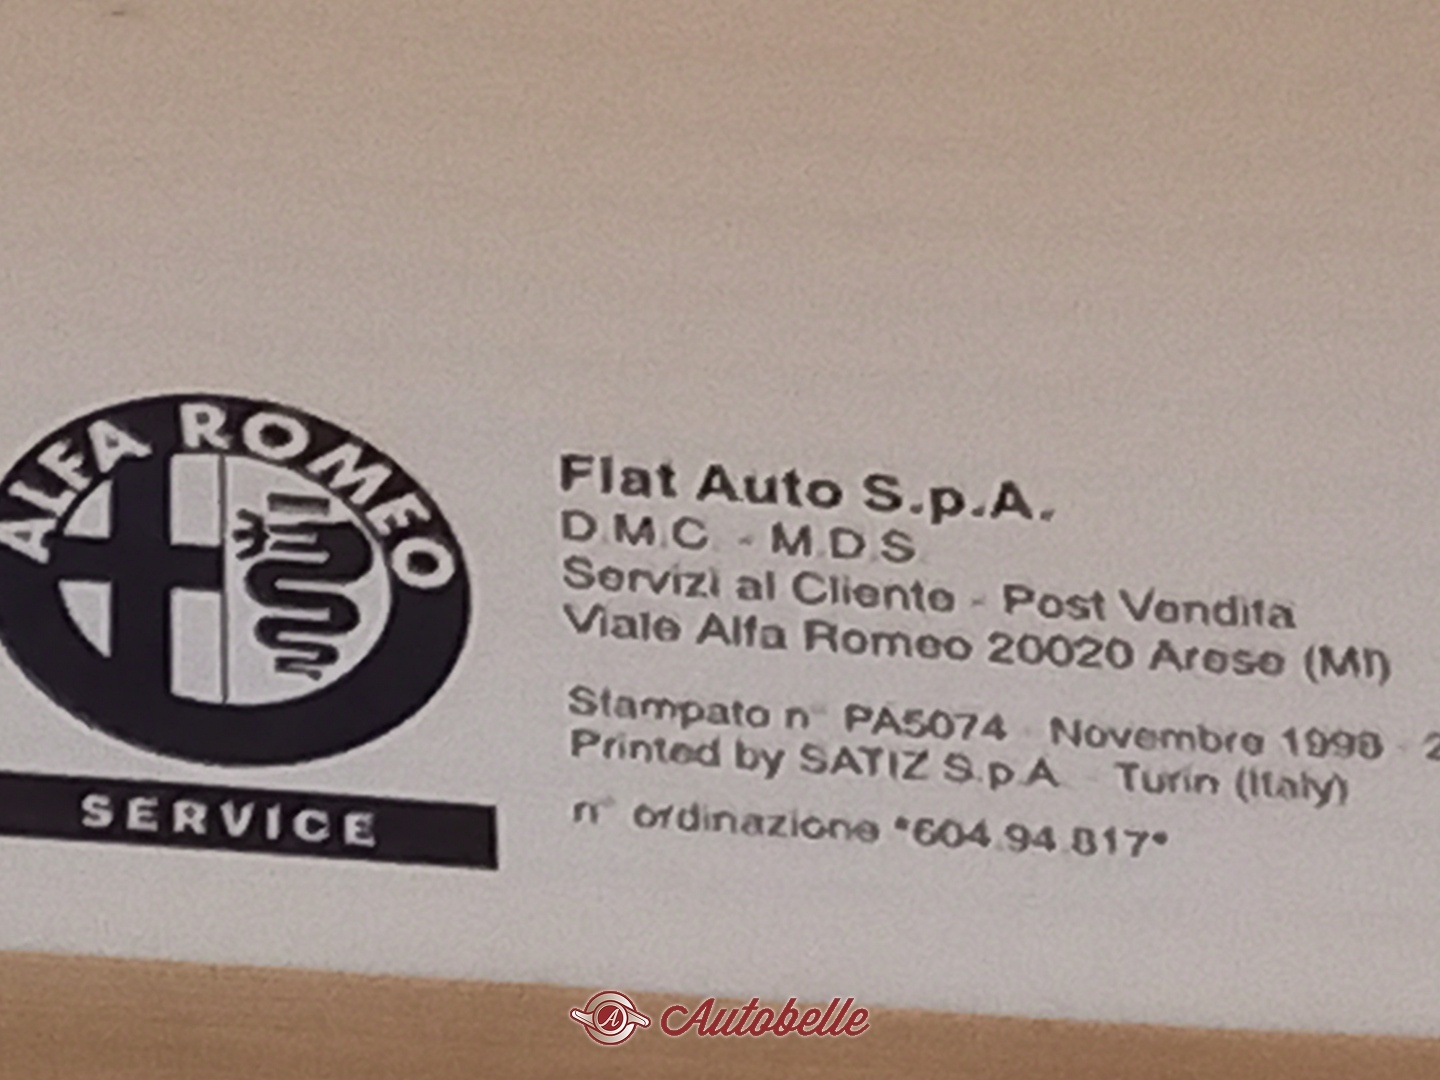 ALFA ROMEO
SERVICE
Fiat Auto S.p.A.
D.M.C. - M.D.S.
Servizi al Cliente - Post Vendita
Viale Alfa Romeo 20020 Arese (MI)
Stampato n° PA5074 - Novembre 1998 - 2
Printed by SATIZ S.p.A. - Turin (Italy)
n° ordinazione *604.94.817*
Autobelle